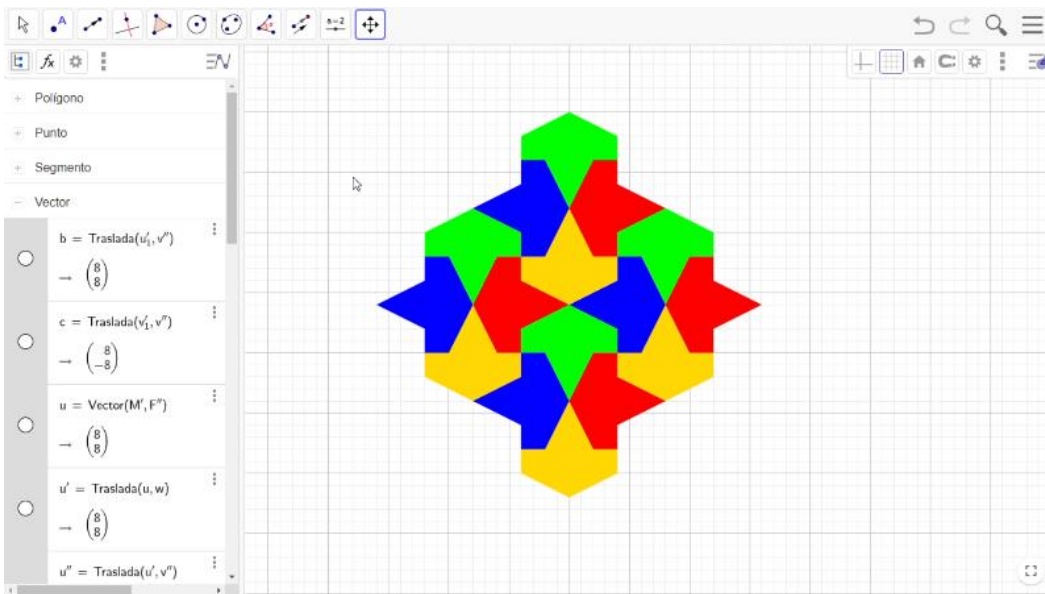 A
a=2
Polígono
Punto
Segmento
Vector
b = Traslada(u′₁, v″)
→ (8 8)
c = Traslada(v′₁, v″)
→ (8 −8)
u = Vector(M′, F″)
→ (8 8)
u′ = Traslada(u, w)
→ (8 8)
u″ = Traslada(u′, v″)